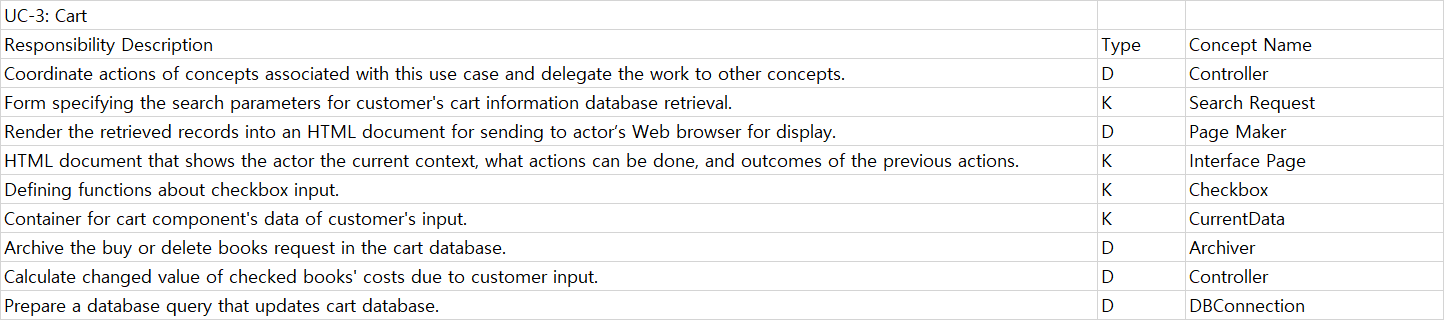 UC-3: Cart
Responsibility Description Type Concept Name
Coordinate actions of concepts associated with this use case and delegate the work to other concepts. D Controller
Form specifying the search parameters for customer's cart information database retrieval. K Search Request
Render the retrieved records into an HTML document for sending to actor’s Web browser for display. D Page Maker
HTML document that shows the actor the current context, what actions can be done, and outcomes of the previous actions. K Interface Page
Defining functions about checkbox input. K Checkbox
Container for cart component's data of customer's input. K CurrentData
Archive the buy or delete books request in the cart database. D Archiver
Calculate changed value of checked books' costs due to customer input. D Controller
Prepare a database query that updates cart database. D DBConnection